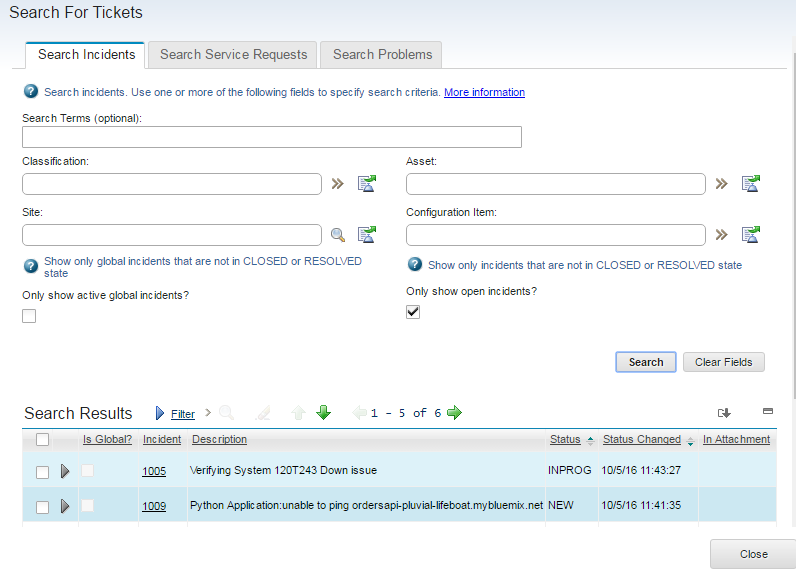 Search For Tickets
Search Incidents Search Service Requests Search Problems
Search incidents. Use one or more of the following fields to specify search criteria. More information
Search Terms (optional):
Classification: Asset:
Site: Configuration Item:
Show only global incidents that are not in CLOSED or RESOLVED
state
Show only incidents that are not in CLOSED or RESOLVED state
Only show active global incidents? Only show open incidents?
Search Clear Fields
Search Results Filter 1 - 5 of 6
Is Global? Incident Description Status Status Changed In Attachment
1005 Verifying System 120T243 Down issue INPROG 10/5/16 11:43:27
1009 Python Application:unable to ping ordersapi-pluvial-lifeboat.mybluemix.net NEW 10/5/16 11:41:35
Close